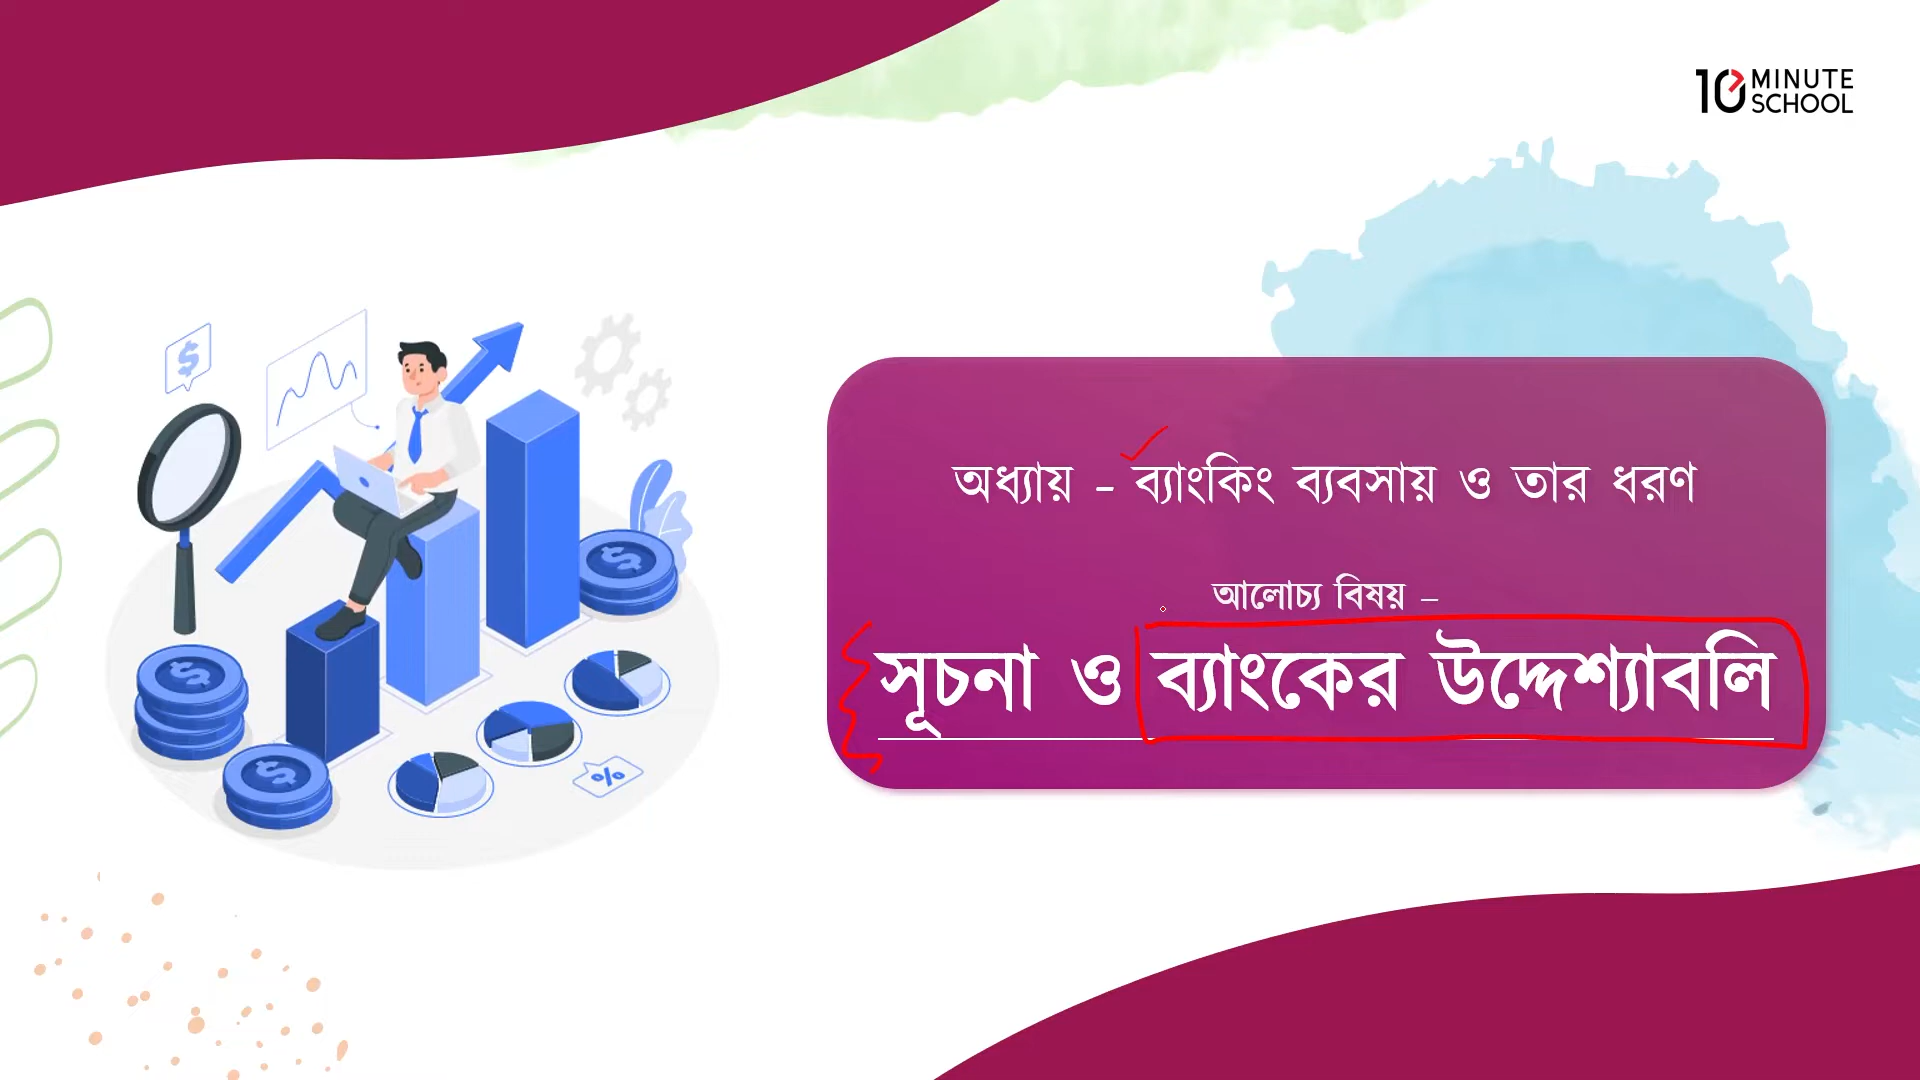 10 MINUTE
SCHOOL
অধ্যায় - ব্যাংকিং ব্যবসায় ও তার ধরণ
আলোচ্য বিষয় –
সূচনা ও ব্যাংকের উদ্দেশ্যাবলি
$
$
$
$
%